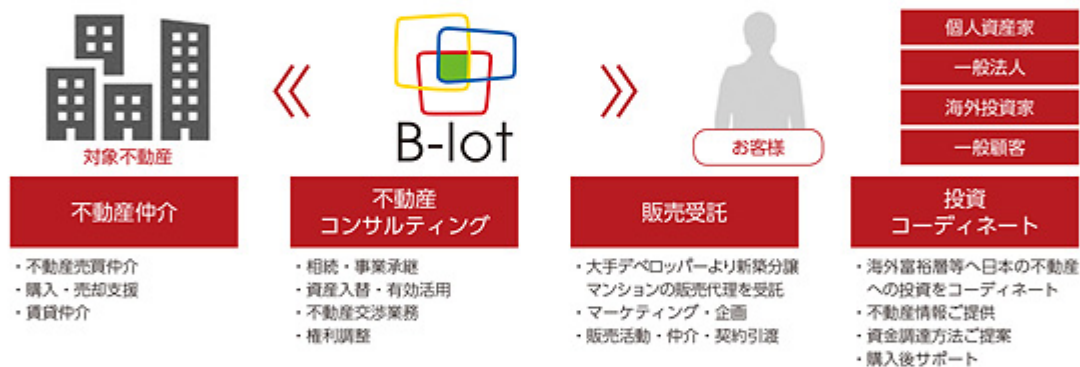 対象不動産
B-lot
お客様
個人資産家
一般法人
海外投資家
一般顧客
不動産仲介
・不動産売買仲介
・購入・売却支援
・賃貸仲介
不動産
コンサルティング
・相続・事業承継
・資産入替・有効活用
・不動産交渉業務
・権利調整
販売受託
・大手デベロッパーより新築分譲
マンションの販売代理を受託
・マーケティング・企画
・販売活動・仲介・契約引渡
投資
コーディネート
・海外富裕層等へ日本の不動産
への投資をコーディネート
・不動産情報ご提供
・資金調達方法ご提案
・購入後サポート